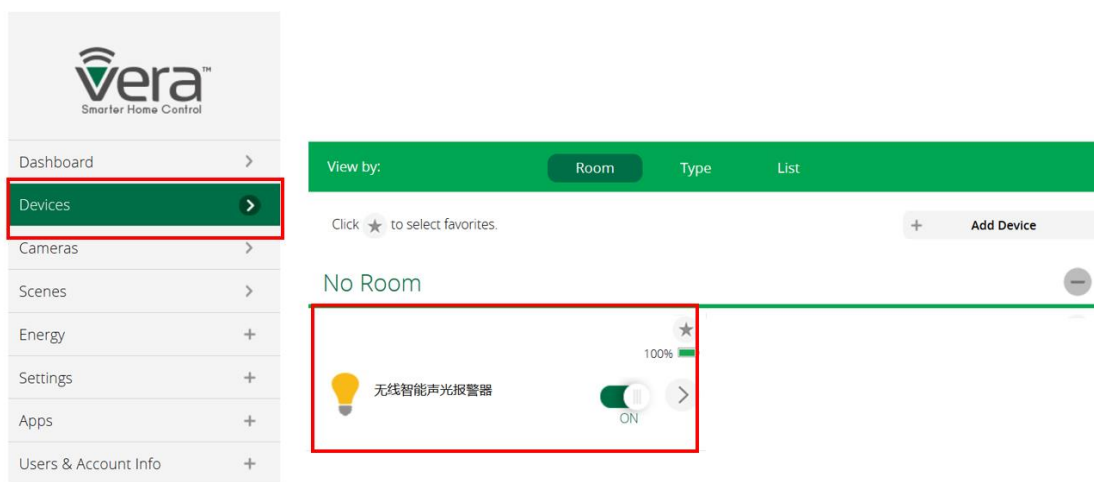 vera™
Smarter Home Control
Dashboard
Devices
Cameras
Scenes
Energy
Settings
Apps
Users & Account Info
View by: Room Type List
Click ★ to select favorites.
+ Add Device
No Room
100%
无线智能声光报警器
ON